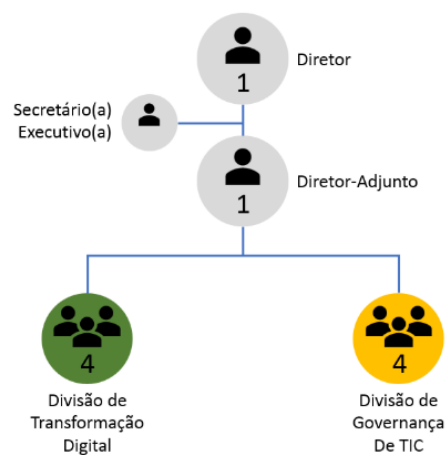 Diretor
1
Secretário(a)
Executivo(a)
Diretor-Adjunto
1
4
Divisão de
Transformação
Digital
4
Divisão de
Governança
De TIC